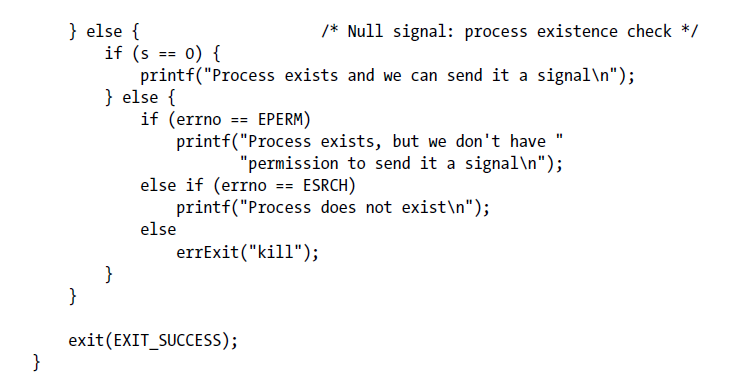 } else {                    /* Null signal: process existence check */
if (s == 0) {
printf("Process exists and we can send it a signal\n");
} else {
if (errno == EPERM)
printf("Process exists, but we don't have "
"permission to send it a signal\n");
else if (errno == ESRCH)
printf("Process does not exist\n");
else
errExit("kill");
}
}
exit(EXIT_SUCCESS);
}